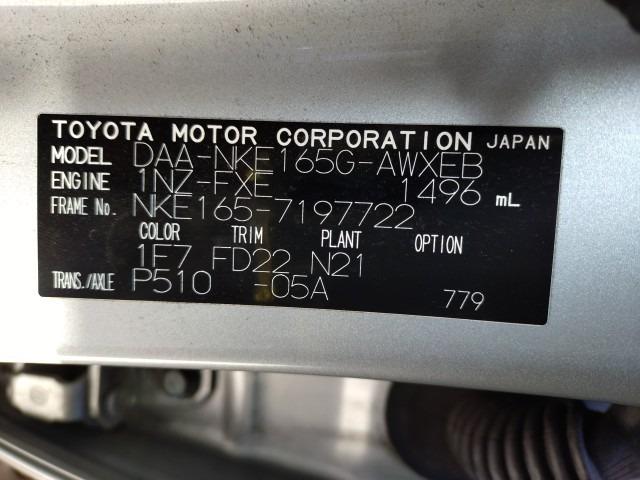 TOYOTA MOTOR CORPORATION JAPAN
MODEL DAA-NKE165G-AWXEB
ENGINE 1NZ-FXE 1496 mL
FRAME No. NKE165-7197722
COLOR TRIM PLANT OPTION
1F7 FD22 N21
TRANS./AXLE P510 -05A 779